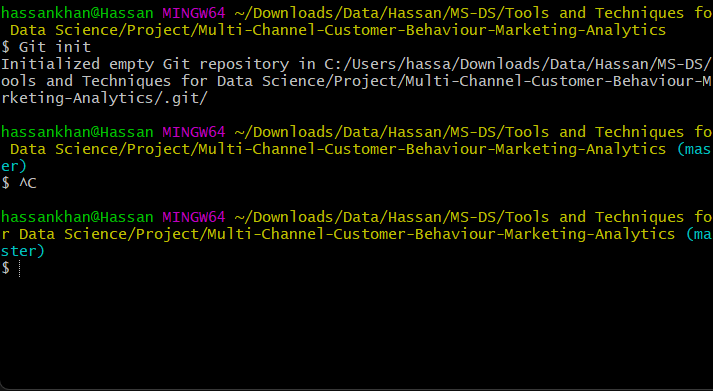 hassankhan@Hassan MINGW64 ~/Downloads/Data/Hassan/MS-DS/Tools and Techniques fo
 Data Science/Project/Multi-Channel-Customer-Behaviour-Marketing-Analytics
$ Git init
Initialized empty Git repository in C:/Users/hassa/Downloads/Data/Hassan/MS-DS/
ools and Techniques for Data Science/Project/Multi-Channel-Customer-Behaviour-M
rketing-Analytics/.git/
hassankhan@Hassan MINGW64 ~/Downloads/Data/Hassan/MS-DS/Tools and Techniques fo
 Data Science/Project/Multi-Channel-Customer-Behaviour-Marketing-Analytics (mas
er)
$ ^C
hassankhan@Hassan MINGW64 ~/Downloads/Data/Hassan/MS-DS/Tools and Techniques fo
r Data Science/Project/Multi-Channel-Customer-Behaviour-Marketing-Analytics (ma
ster)
$